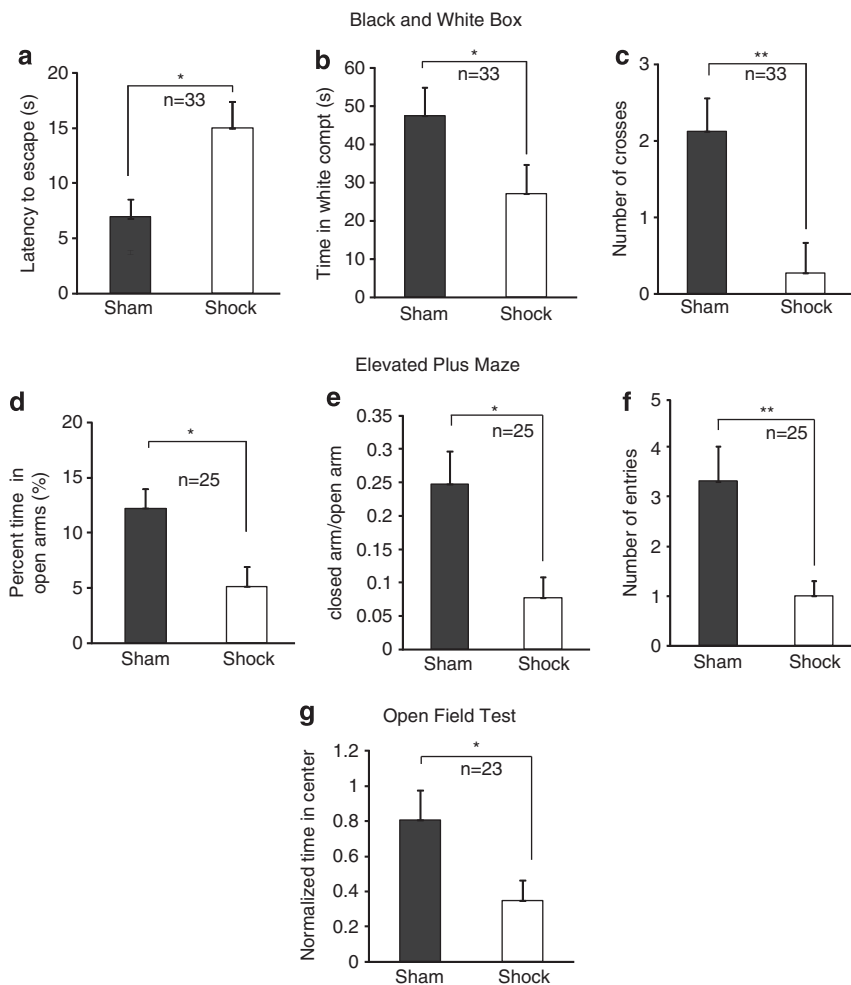 Black and White Box
a
Latency to escape (s)
20
15
10
5
0
*
n=33
Sham
Shock
b
Time in white compt (s)
60
50
40
30
20
10
0
*
n=33
Sham
Shock
c
Number of crosses
3
2
1
0
**
n=33
Sham
Shock
Elevated Plus Maze
d
Percent time in
open arms (%)
20
15
10
5
0
*
n=25
Sham
Shock
e
closed arm/open arm
0.35
0.3
0.25
0.2
0.15
0.1
0.05
0
*
n=25
Sham
Shock
f
Number of entries
5
4
3
2
1
0
**
n=25
Sham
Shock
g
Open Field Test
Normalized time in center
1.2
1
0.8
0.6
0.4
0.2
0
*
n=23
Sham
Shock